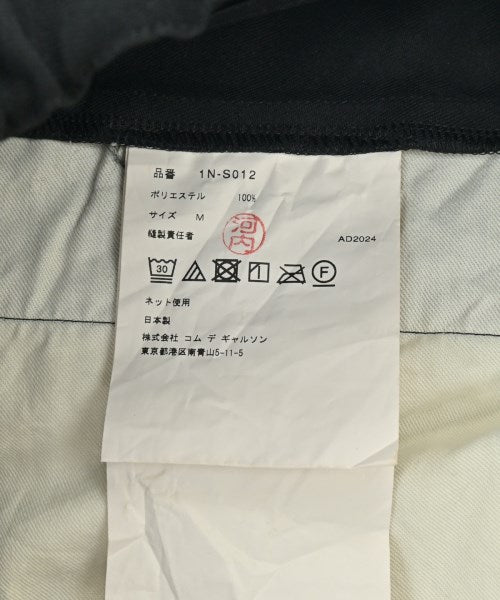 品番 1N-S012
ポリエステル 100%
サイズ M
縫製責任者 河内 AD2024
30 F
ネット使用
日本製
株式会社 コム デ ギャルソン
東京都港区南青山5-11-5